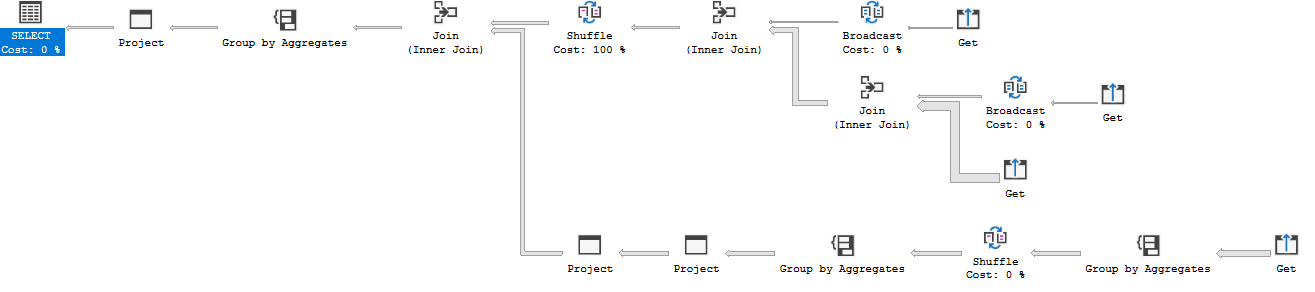 SELECT
Cost: 0 %
Project
Group by Aggregates
Join
(Inner Join)
Shuffle
Cost: 100 %
Join
(Inner Join)
Broadcast
Cost: 0 %
Get
Join
(Inner Join)
Broadcast
Cost: 0 %
Get
Get
Project
Project
Group by Aggregates
Shuffle
Cost: 0 %
Group by Aggregates
Get